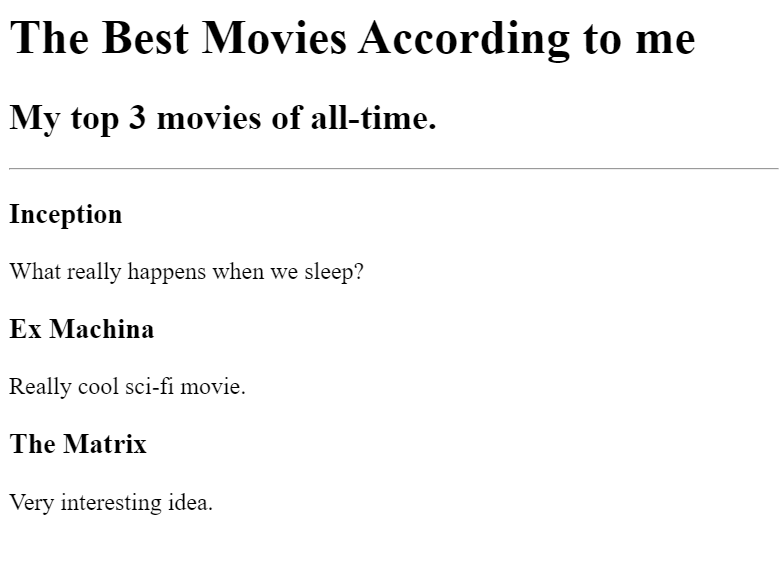 The Best Movies According to me
My top 3 movies of all-time.
Inception
What really happens when we sleep?
Ex Machina
Really cool sci-fi movie.
The Matrix
Very interesting idea.